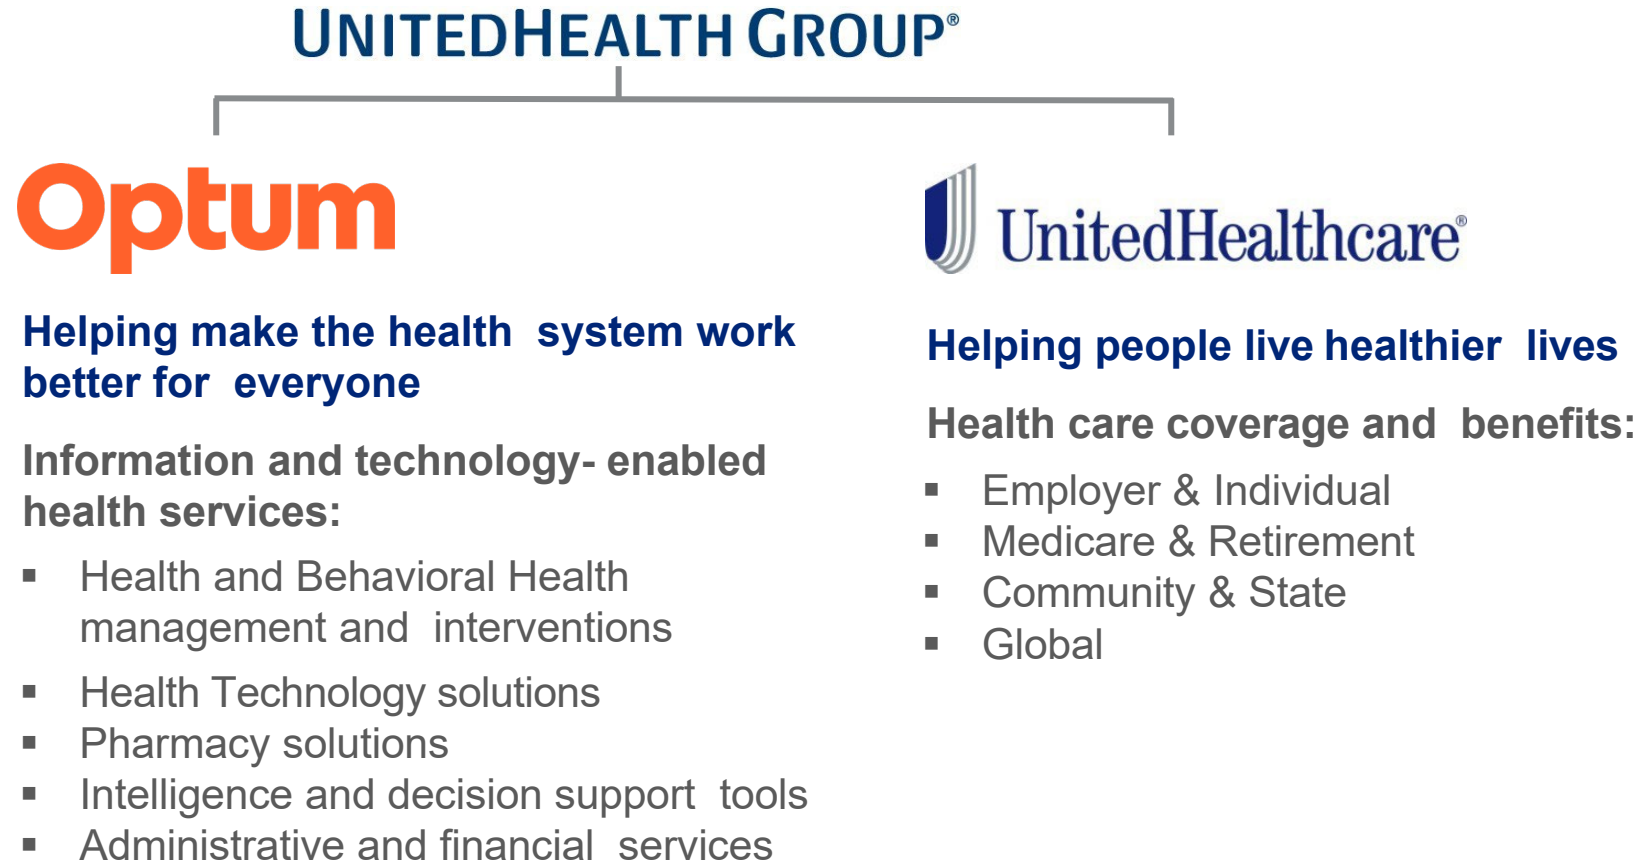 UNITEDHEALTH GROUP®
Optum
Helping make the health system work
better for everyone
Information and technology- enabled
health services:
▪ Health and Behavioral Health
management and interventions
▪ Health Technology solutions
▪ Pharmacy solutions
▪ Intelligence and decision support tools
▪ Administrative and financial services
UnitedHealthcare®
Helping people live healthier lives
Health care coverage and benefits:
▪ Employer & Individual
▪ Medicare & Retirement
▪ Community & State
▪ Global